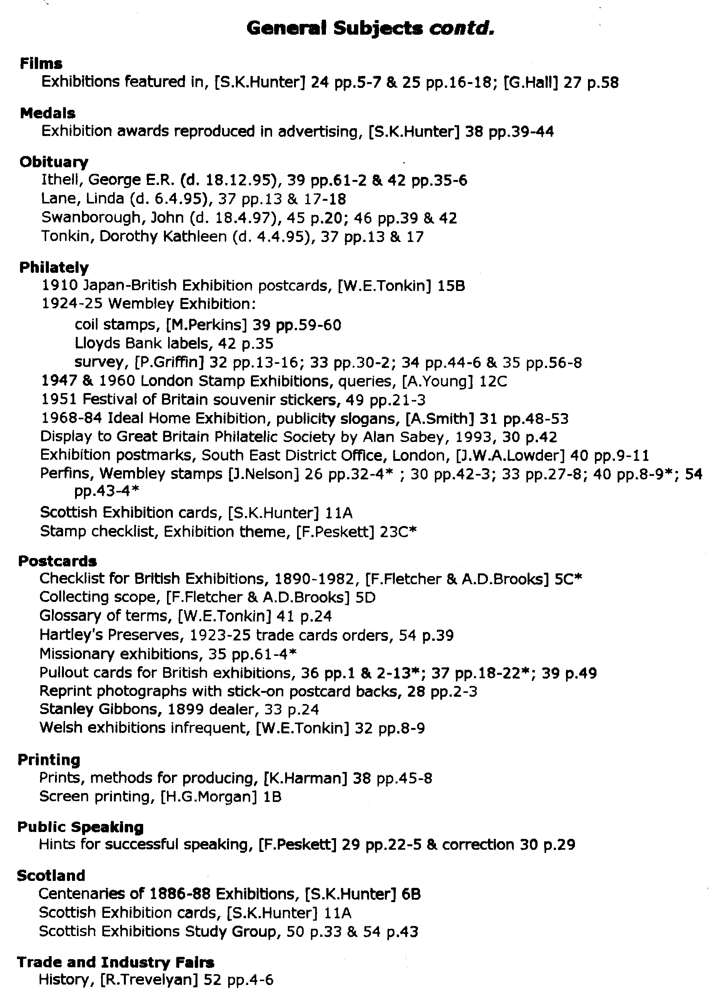 General Subjects contd.
Films
Exhibitions featured in, [S.K.Hunter] 24 pp.5-7 & 25 pp.16-18; [G.Hall] 27 p.58
Medals
Exhibition awards reproduced in advertising, [S.K.Hunter] 38 pp.39-44
Obituary
Ithell, George E.R. (d. 18.12.95), 39 pp.61-2 & 42 pp.35-6
Lane, Linda (d. 6.4.95), 37 pp.13 & 17-18
Swanborough, John (d. 18.4.97), 45 p.20; 46 pp.39 & 42
Tonkin, Dorothy Kathleen (d. 4.4.95), 37 pp.13 & 17
Philately
1910 Japan-British Exhibition postcards, [W.E.Tonkin] 15B
1924-25 Wembley Exhibition:
coil stamps, [M.Perkins] 39 pp.59-60
Lloyds Bank labels, 42 p.35
survey, [P.Griffin] 32 pp.13-16; 33 pp.30-2; 34 pp.44-6 & 35 pp.56-8
1947 & 1960 London Stamp Exhibitions, queries, [A.Young] 12C
1951 Festival of Britain souvenir stickers, 49 pp.21-3
1968-84 Ideal Home Exhibition, publicity slogans, [A.Smith] 31 pp.48-53
Display to Great Britain Philatelic Society by Alan Sabey, 1993, 30 p.42
Exhibition postmarks, South East District Office, London, [J.W.A.Lowder] 40 pp.9-11
Perfins, Wembley stamps [J.Nelson] 26 pp.32-4* ; 30 pp.42-3; 33 pp.27-8; 40 pp.8-9*; 54
pp.43-4*
Scottish Exhibition cards, [S.K.Hunter] 11A
Stamp checklist, Exhibition theme, [F.Peskett] 23C*
Postcards
Checklist for British Exhibitions, 1890-1982, [F.Fletcher & A.D.Brooks] 5C*
Collecting scope, [F.Fletcher & A.D.Brooks] 5D
Glossary of terms, [W.E.Tonkin] 41 p.24
Hartley's Preserves, 1923-25 trade cards orders, 54 p.39
Missionary exhibitions, 35 pp.61-4*
Pullout cards for British exhibitions, 36 pp.1 & 2-13*; 37 pp.18-22*; 39 p.49
Reprint photographs with stick-on postcard backs, 28 pp.2-3
Stanley Gibbons, 1899 dealer, 33 p.24
Welsh exhibitions infrequent, [W.E.Tonkin] 32 pp.8-9
Printing
Prints, methods for producing, [K.Harman] 38 pp.45-8
Screen printing, [H.G.Morgan] 1B
Public Speaking
Hints for successful speaking, [F.Peskett] 29 pp.22-5 & correction 30 p.29
Scotland
Centenaries of 1886-88 Exhibitions, [S.K.Hunter] 6B
Scottish Exhibition cards, [S.K.Hunter] 11A
Scottish Exhibitions Study Group, 50 p.33 & 54 p.43
Trade and Industry Fairs
History, [R.Trevelyan] 52 pp.4-6